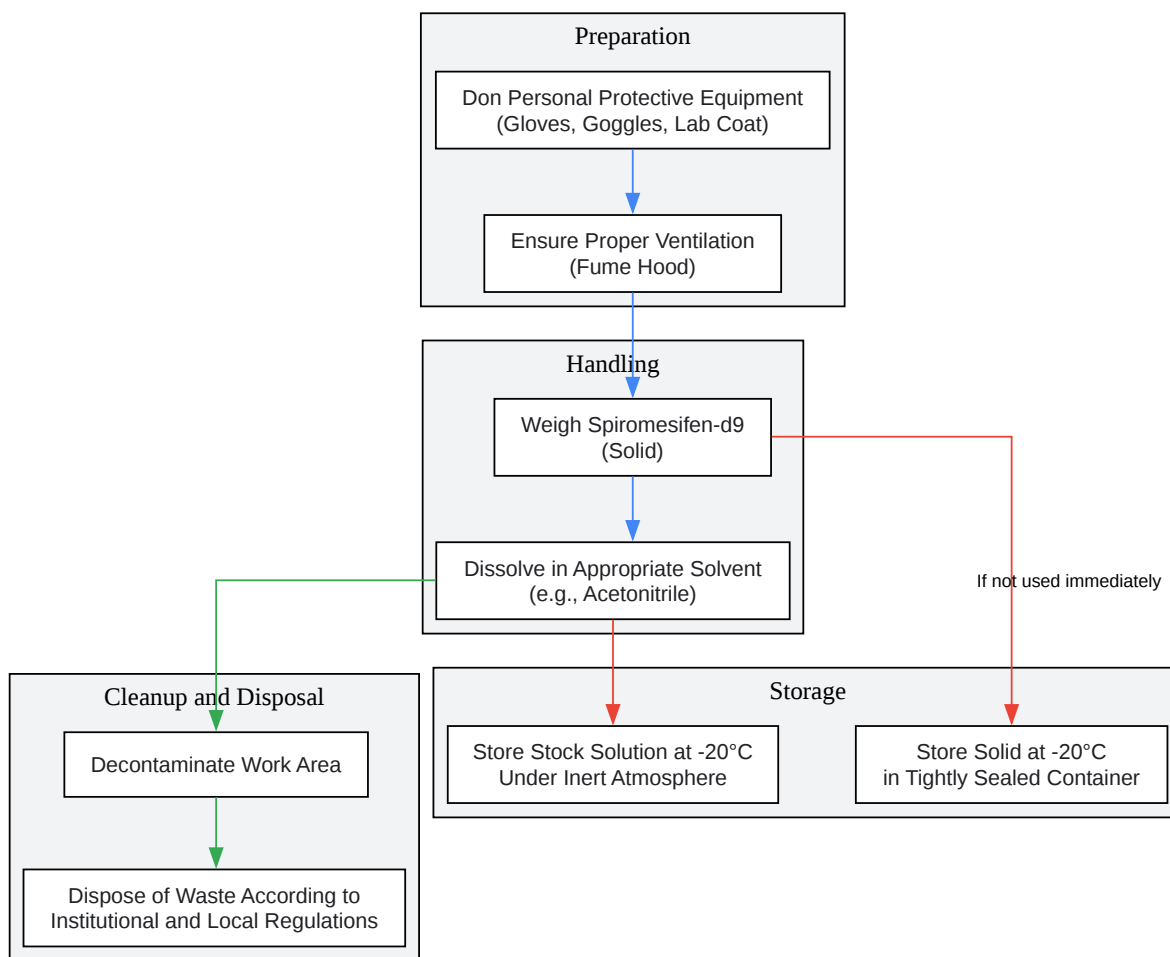 Preparation
Don Personal Protective Equipment
(Gloves, Goggles, Lab Coat)
Ensure Proper Ventilation
(Fume Hood)
Handling
Weigh Spiromesifen-d9
(Solid)
Dissolve in Appropriate Solvent
(e.g., Acetonitrile)
If not used immediately
Cleanup and Disposal
Decontaminate Work Area
Dispose of Waste According to
Institutional and Local Regulations
Storage
Store Stock Solution at -20°C
Under Inert Atmosphere
Store Solid at -20°C
in Tightly Sealed Container